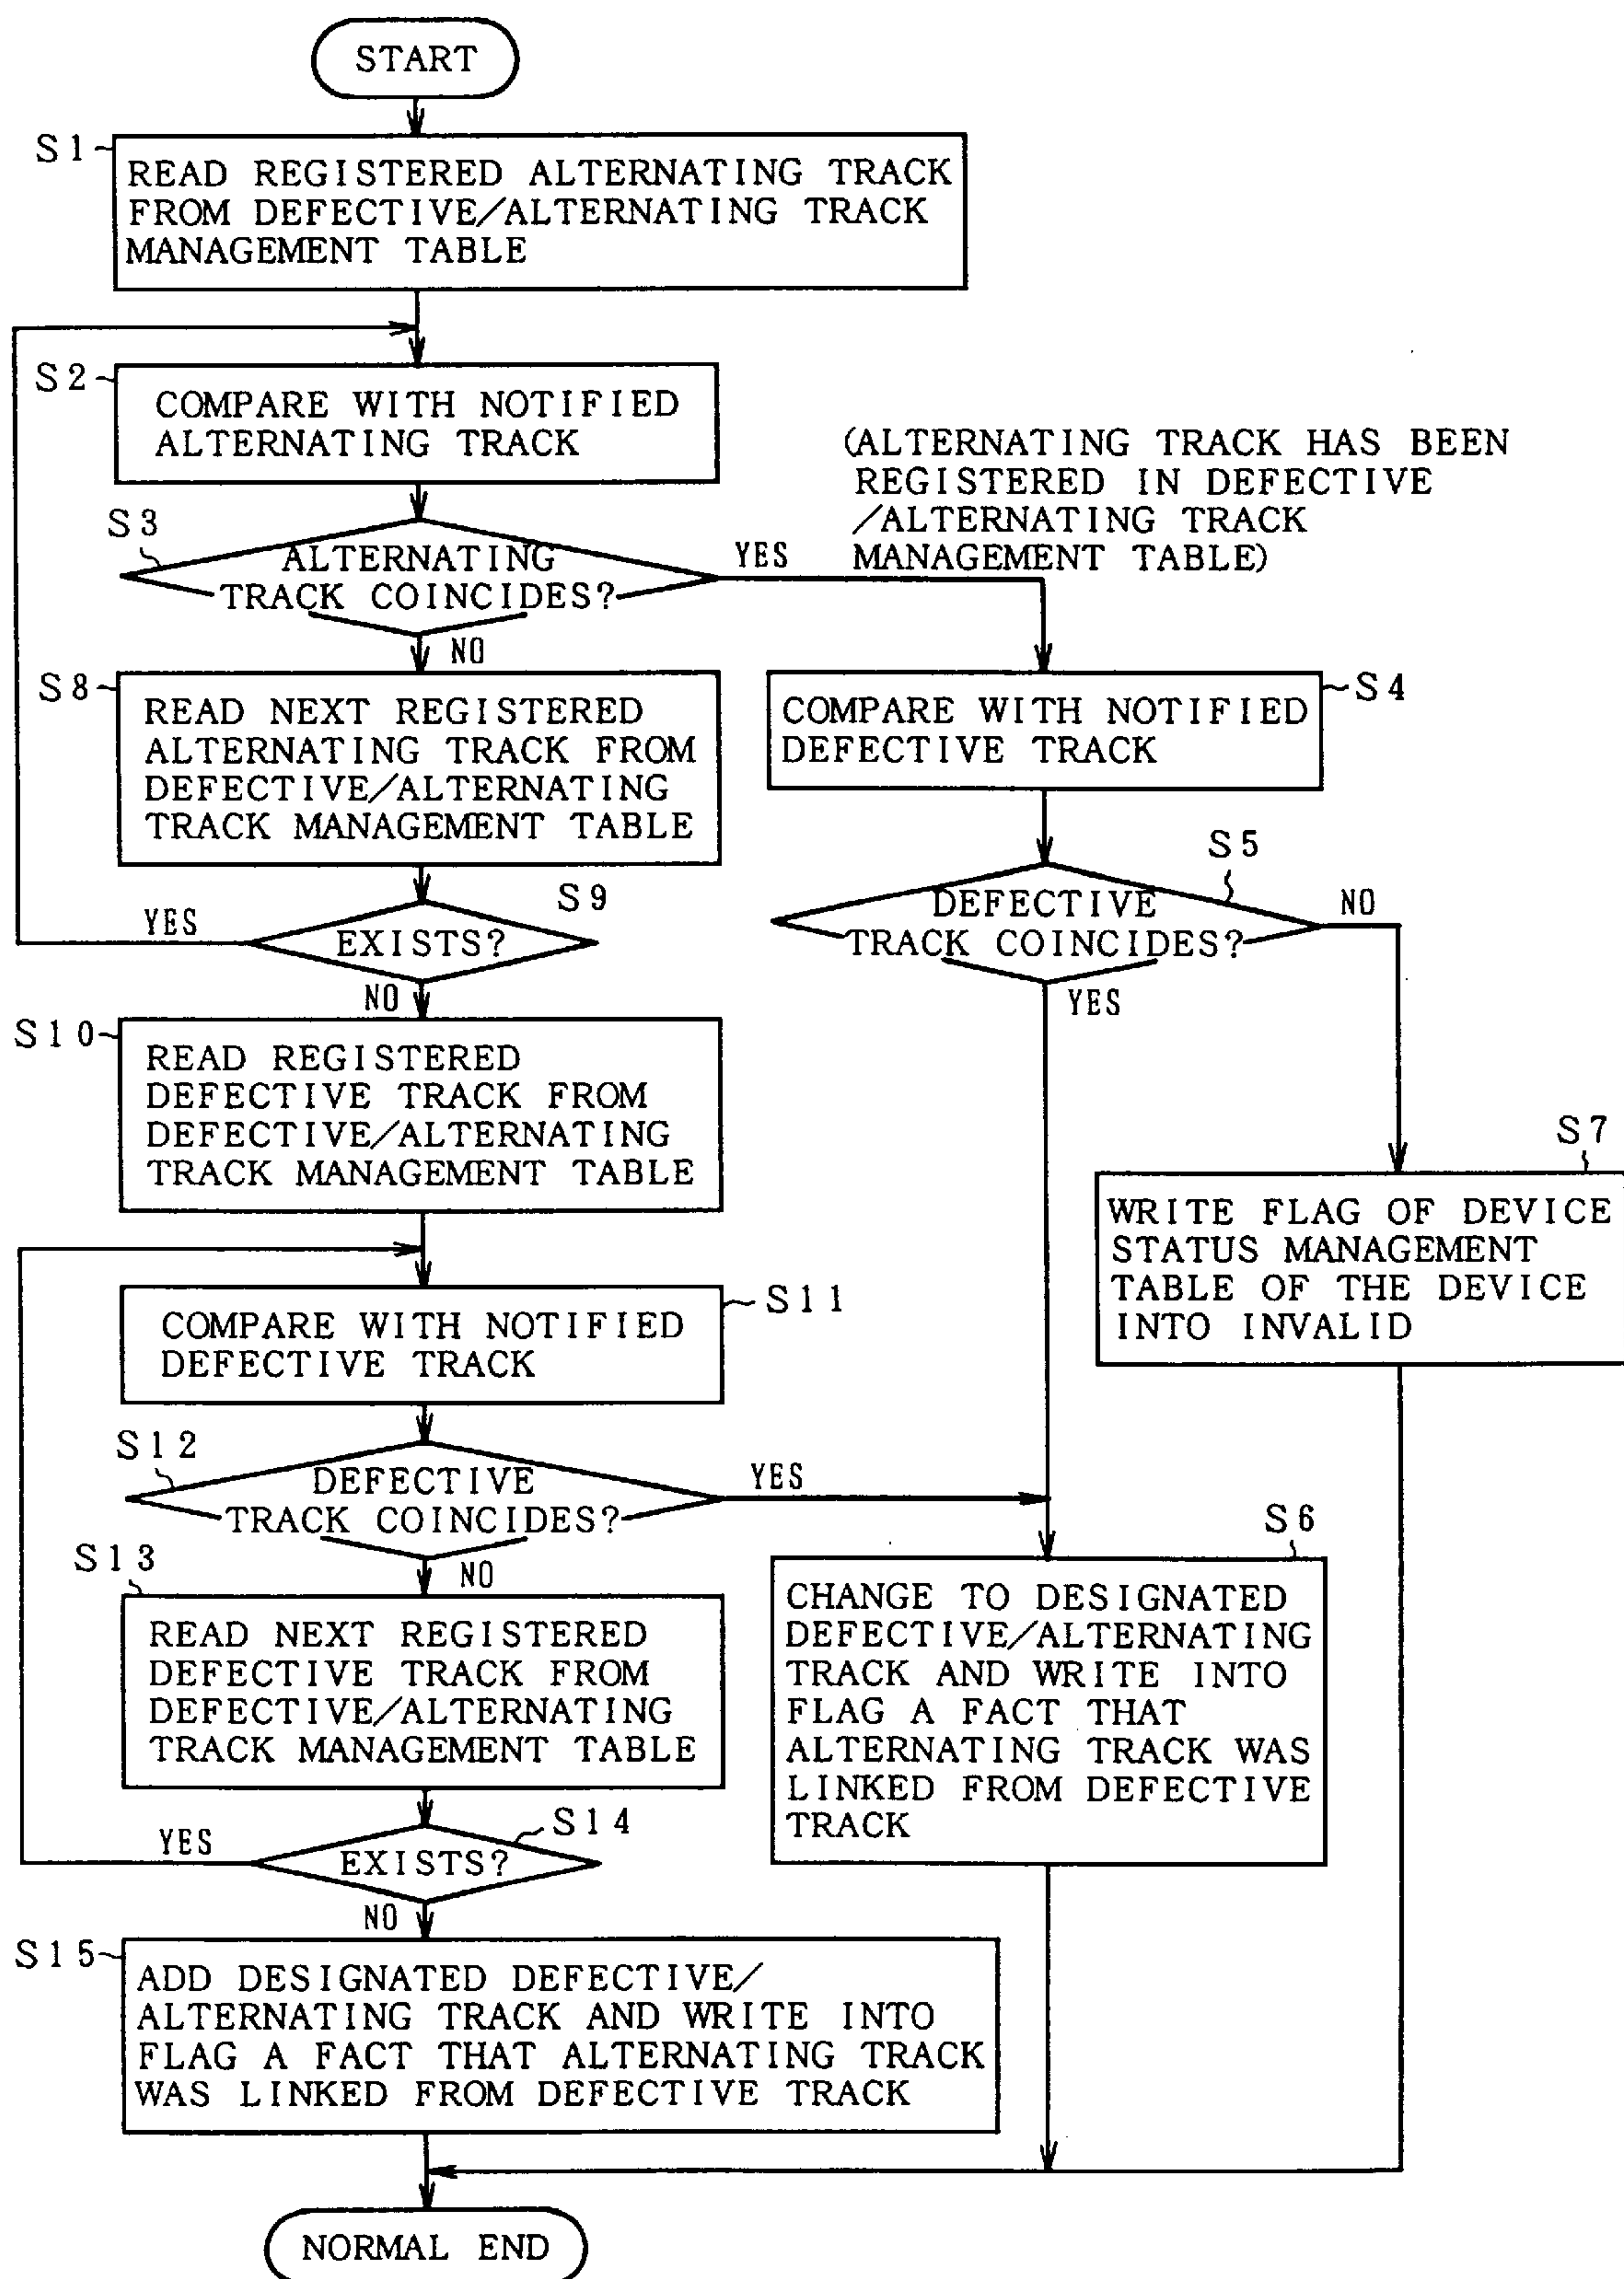 START
S1
READ REGISTERED ALTERNATING TRACK
FROM DEFECTIVE/ALTERNATING TRACK
MANAGEMENT TABLE
S2
COMPARE WITH NOTIFIED
ALTERNATING TRACK
(ALTERNATING TRACK HAS BEEN
REGISTERED IN DEFECTIVE
/ALTERNATING TRACK
MANAGEMENT TABLE)
S3
ALTERNATING
TRACK COINCIDES?
YES
NO
S8
READ NEXT REGISTERED
ALTERNATING TRACK FROM
DEFECTIVE/ALTERNATING
TRACK MANAGEMENT TABLE
S4
COMPARE WITH NOTIFIED
DEFECTIVE TRACK
S5
DEFECTIVE
TRACK COINCIDES?
NO
YES
S9
EXISTS?
YES
NO
S10
READ REGISTERED
DEFECTIVE TRACK FROM
DEFECTIVE/ALTERNATING
TRACK MANAGEMENT TABLE
S7
WRITE FLAG OF DEVICE
STATUS MANAGEMENT
TABLE OF THE DEVICE
INTO INVALID
S11
COMPARE WITH NOTIFIED
DEFECTIVE TRACK
S12
DEFECTIVE
TRACK COINCIDES?
YES
NO
S6
CHANGE TO DESIGNATED
DEFECTIVE/ALTERNATING
TRACK AND WRITE INTO
FLAG A FACT THAT
ALTERNATING TRACK WAS
LINKED FROM DEFECTIVE
TRACK
S13
READ NEXT REGISTERED
DEFECTIVE TRACK FROM
DEFECTIVE/ALTERNATING
TRACK MANAGEMENT TABLE
S14
EXISTS?
YES
NO
S15
ADD DESIGNATED DEFECTIVE/
ALTERNATING TRACK AND WRITE INTO
FLAG A FACT THAT ALTERNATING TRACK
WAS LINKED FROM DEFECTIVE TRACK
NORMAL END